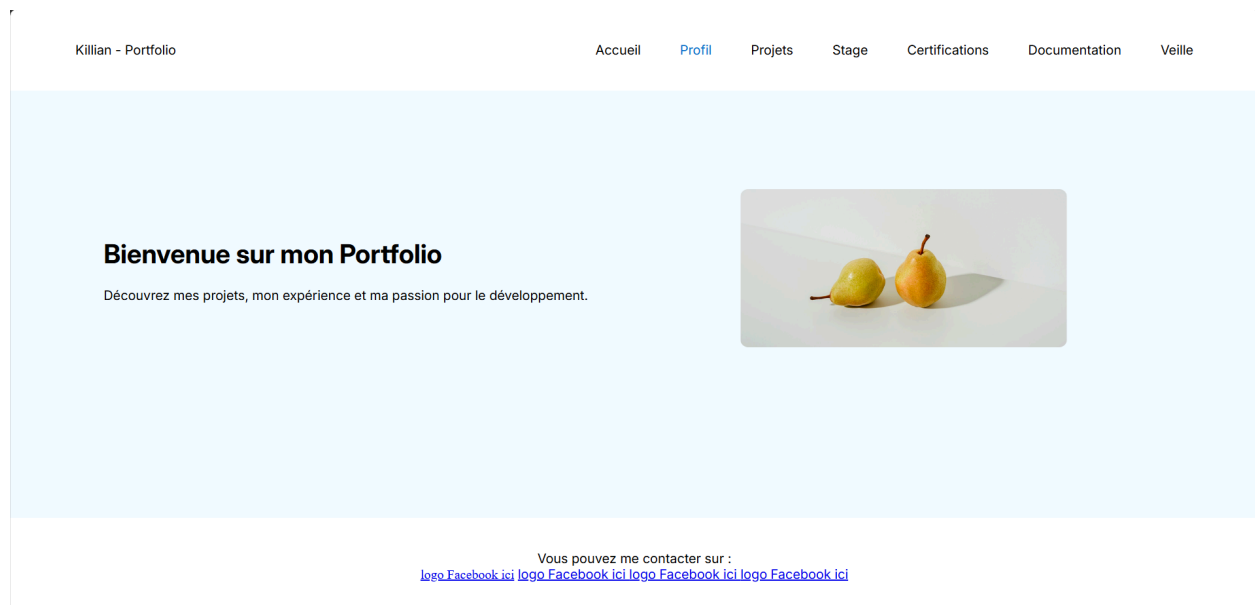 Killian - Portfolio
Accueil Profil Projets Stage Certifications Documentation Veille
Bienvenue sur mon Portfolio
Découvrez mes projets, mon expérience et ma passion pour le développement.
Vous pouvez me contacter sur :
logo Facebook ici logo Facebook ici logo Facebook ici logo Facebook ici